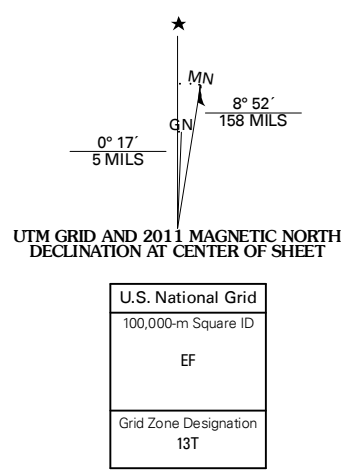 MN
8° 52´
158 MILS
GN
0° 17´
5 MILS
UTM GRID AND 2011 MAGNETIC NORTH
DECLINATION AT CENTER OF SHEET
U.S. National Grid
100,000-m Square ID
EF
Grid Zone Designation
13T